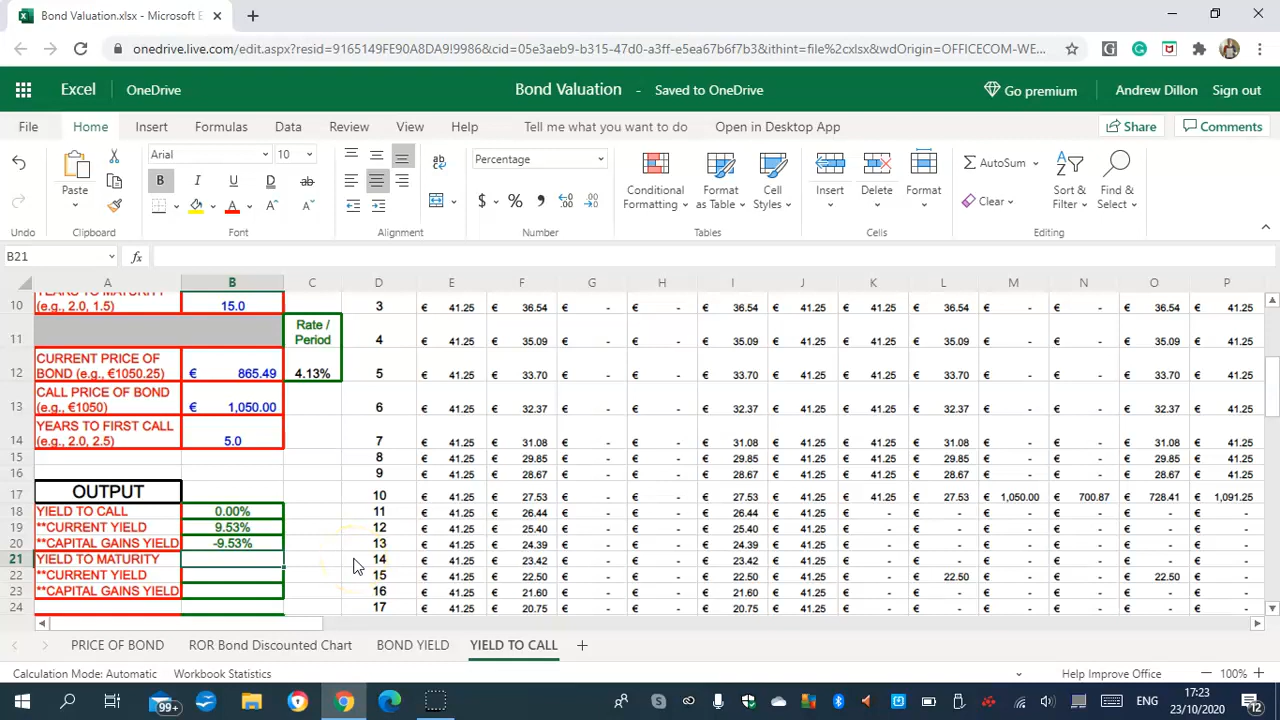 Bond Valuation.xlsx - Microsoft E
onedrive.live.com/edit.aspx?resid=9165149FE90A8DA9!9996&cid=05e3aeb9-b315-47d0-a3ff-e5ea67b6f7b3&ithint=file%2cxlsx&wdOrigin=OFFICECOM-WE...
Excel OneDrive Bond Valuation - Saved to OneDrive Go premium Andrew Dillon Sign out
File Home Insert Formulas Data Review View Help Tell me what you want to do Open in Desktop App Share Comments
Arial 10 Percentage
Paste Conditional Formatting Format as Table Cell Styles Insert Delete Format AutoSum Clear Sort & Filter Find & Select
Undo Clipboard Font Alignment Number Tables Cells Editing
B21 fx
A B C D E F G H I J K L M N O P
10 YEARS TO MATURITY (e.g., 2.0, 1.5) 15.0 3 € 41.25 € 36.54 € - € - € 36.54 € 41.25 € 41.25 € 36.54 € - € - € 36.54 € 41.25
11 Rate / Period 4 € 41.25 € 35.09 € - € - € 35.09 € 41.25 € 41.25 € 35.09 € - € - € 35.09 € 41.25
12 CURRENT PRICE OF BOND (e.g., €1050.25) € 865.49 4.13% 5 € 41.25 € 33.70 € - € - € 33.70 € 41.25 € 41.25 € 33.70 € - € - € 33.70 € 41.25
13 CALL PRICE OF BOND (e.g., €1050) € 1,050.00 6 € 41.25 € 32.37 € - € - € 32.37 € 41.25 € 41.25 € 32.37 € - € - € 32.37 € 41.25
14 YEARS TO FIRST CALL (e.g., 2.0, 2.5) 5.0 7 € 41.25 € 31.08 € - € - € 31.08 € 41.25 € 41.25 € 31.08 € - € - € 31.08 € 41.25
15 8 € 41.25 € 29.85 € - € - € 29.85 € 41.25 € 41.25 € 29.85 € - € - € 29.85 € 41.25
16 9 € 41.25 € 28.67 € - € - € 28.67 € 41.25 € 41.25 € 28.67 € - € - € 28.67 € 41.25
17 OUTPUT 10 € 41.25 € 27.53 € - € - € 27.53 € 41.25 € 41.25 € 27.53 € 1,050.00 € 700.87 € 728.41 € 1,091.25
18 YIELD TO CALL 0.00% 11 € 41.25 € 26.44 € - € - € 26.44 € 41.25 € - € - € - € - € - € -
19 **CURRENT YIELD 9.53% 12 € 41.25 € 25.40 € - € - € 25.40 € 41.25 € - € - € - € - € - € -
20 **CAPITAL GAINS YIELD -9.53% 13 € 41.25 € 24.39 € - € - € 24.39 € 41.25 € - € - € - € - € - € -
21 YIELD TO MATURITY 14 € 41.25 € 23.42 € - € - € 23.42 € 41.25 € - € - € - € - € - € -
22 **CURRENT YIELD 15 € 41.25 € 22.50 € - € - € 22.50 € 41.25 € - € 22.50 € - € - € 22.50 € -
23 **CAPITAL GAINS YIELD 16 € 41.25 € 21.60 € - € - € 21.60 € 41.25 € - € - € - € - € - € -
24 17 € 41.25 € 20.75 € - € - € 20.75 € 41.25 € - € - € - € - € - € -
PRICE OF BOND ROR Bond Discounted Chart BOND YIELD YIELD TO CALL
Calculation Mode: Automatic Workbook Statistics Help Improve Office 100%
99+ ENG 17:23
23/10/2020 12